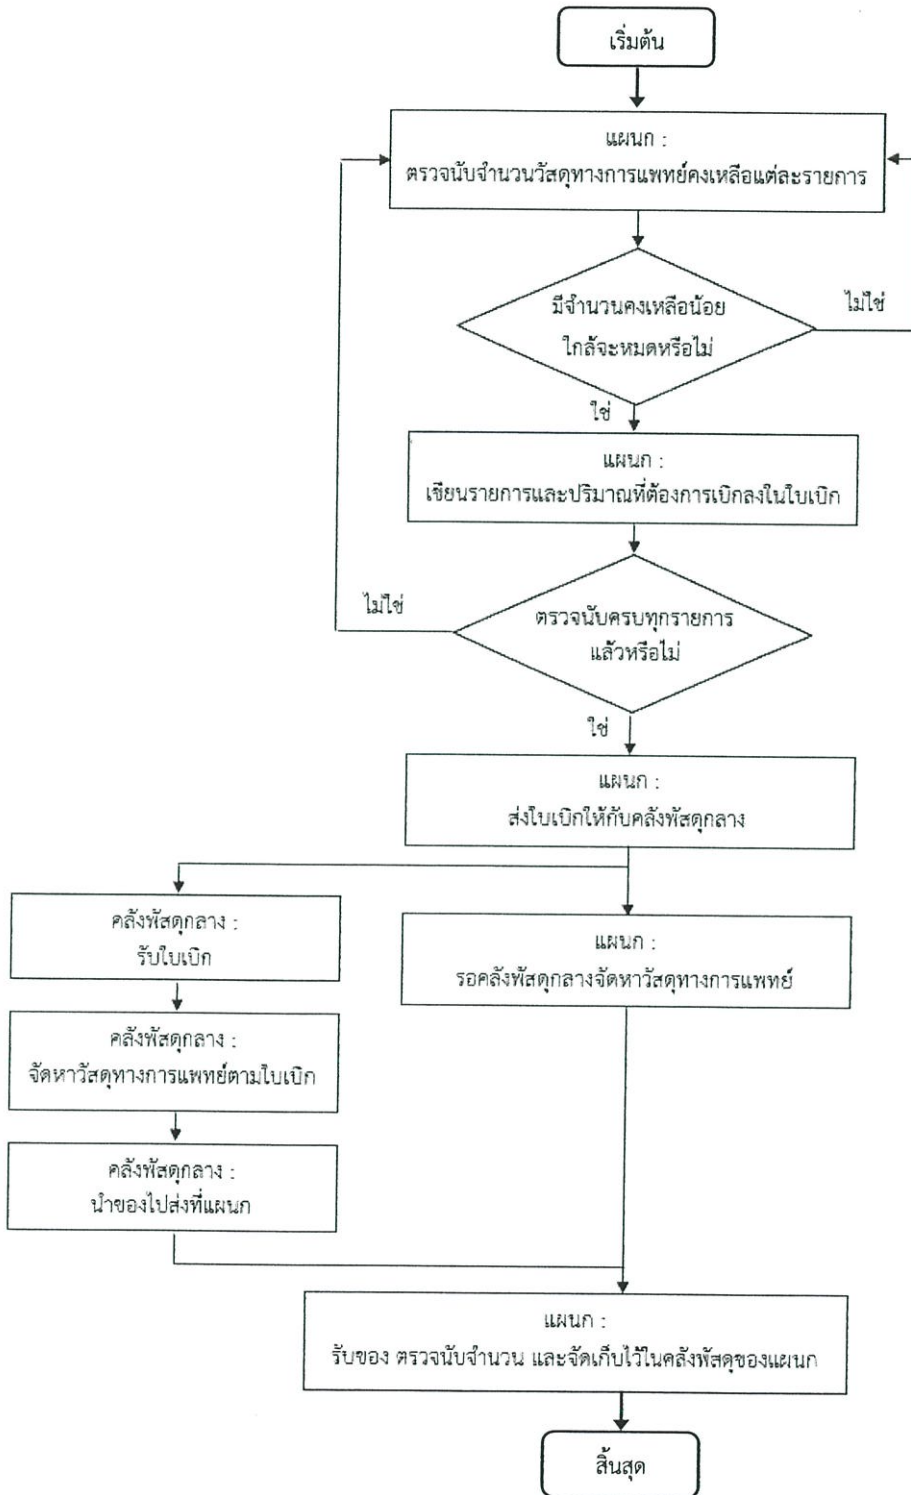 เริ่มต้น
แผนก :
ตรวจนับจำนวนวัสดุทางการแพทย์คงเหลือแต่ละรายการ
มีจำนวนคงเหลือน้อย
ใกล้จะหมดหรือไม่
ไม่ใช่
ใช่
แผนก :
เขียนรายการและปริมาณที่ต้องการเบิกลงในใบเบิก
ไม่ใช่
ตรวจนับครบทุกรายการ
แล้วหรือไม่
ใช่
แผนก :
ส่งใบเบิกให้กับคลังพัสดุกลาง
คลังพัสดุกลาง :
รับใบเบิก
แผนก :
รอคลังพัสดุกลางจัดหาวัสดุทางการแพทย์
คลังพัสดุกลาง :
จัดหาวัสดุทางการแพทย์ตามใบเบิก
คลังพัสดุกลาง :
นำของไปส่งที่แผนก
แผนก :
รับของ ตรวจนับจำนวน และจัดเก็บไว้ในคลังพัสดุของแผนก
สิ้นสุด